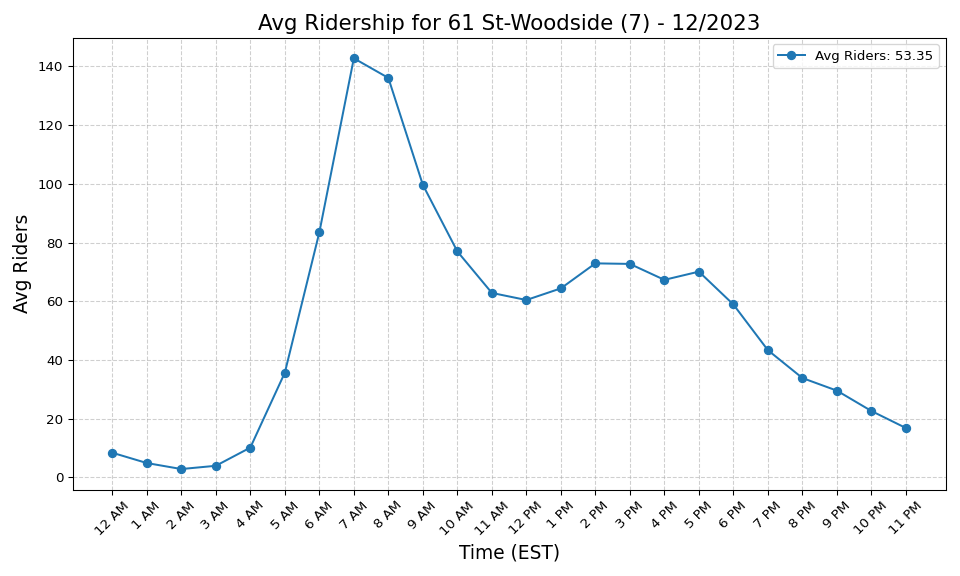 Avg Ridership for 61 St-Woodside (7) - 12/2023
Avg Riders: 53.35
Avg Riders
140
120
100
80
60
40
20
0
12 AM
1 AM
2 AM
3 AM
4 AM
5 AM
6 AM
7 AM
8 AM
9 AM
10 AM
11 AM
12 PM
1 PM
2 PM
3 PM
4 PM
5 PM
6 PM
7 PM
8 PM
9 PM
10 PM
11 PM
Time (EST)